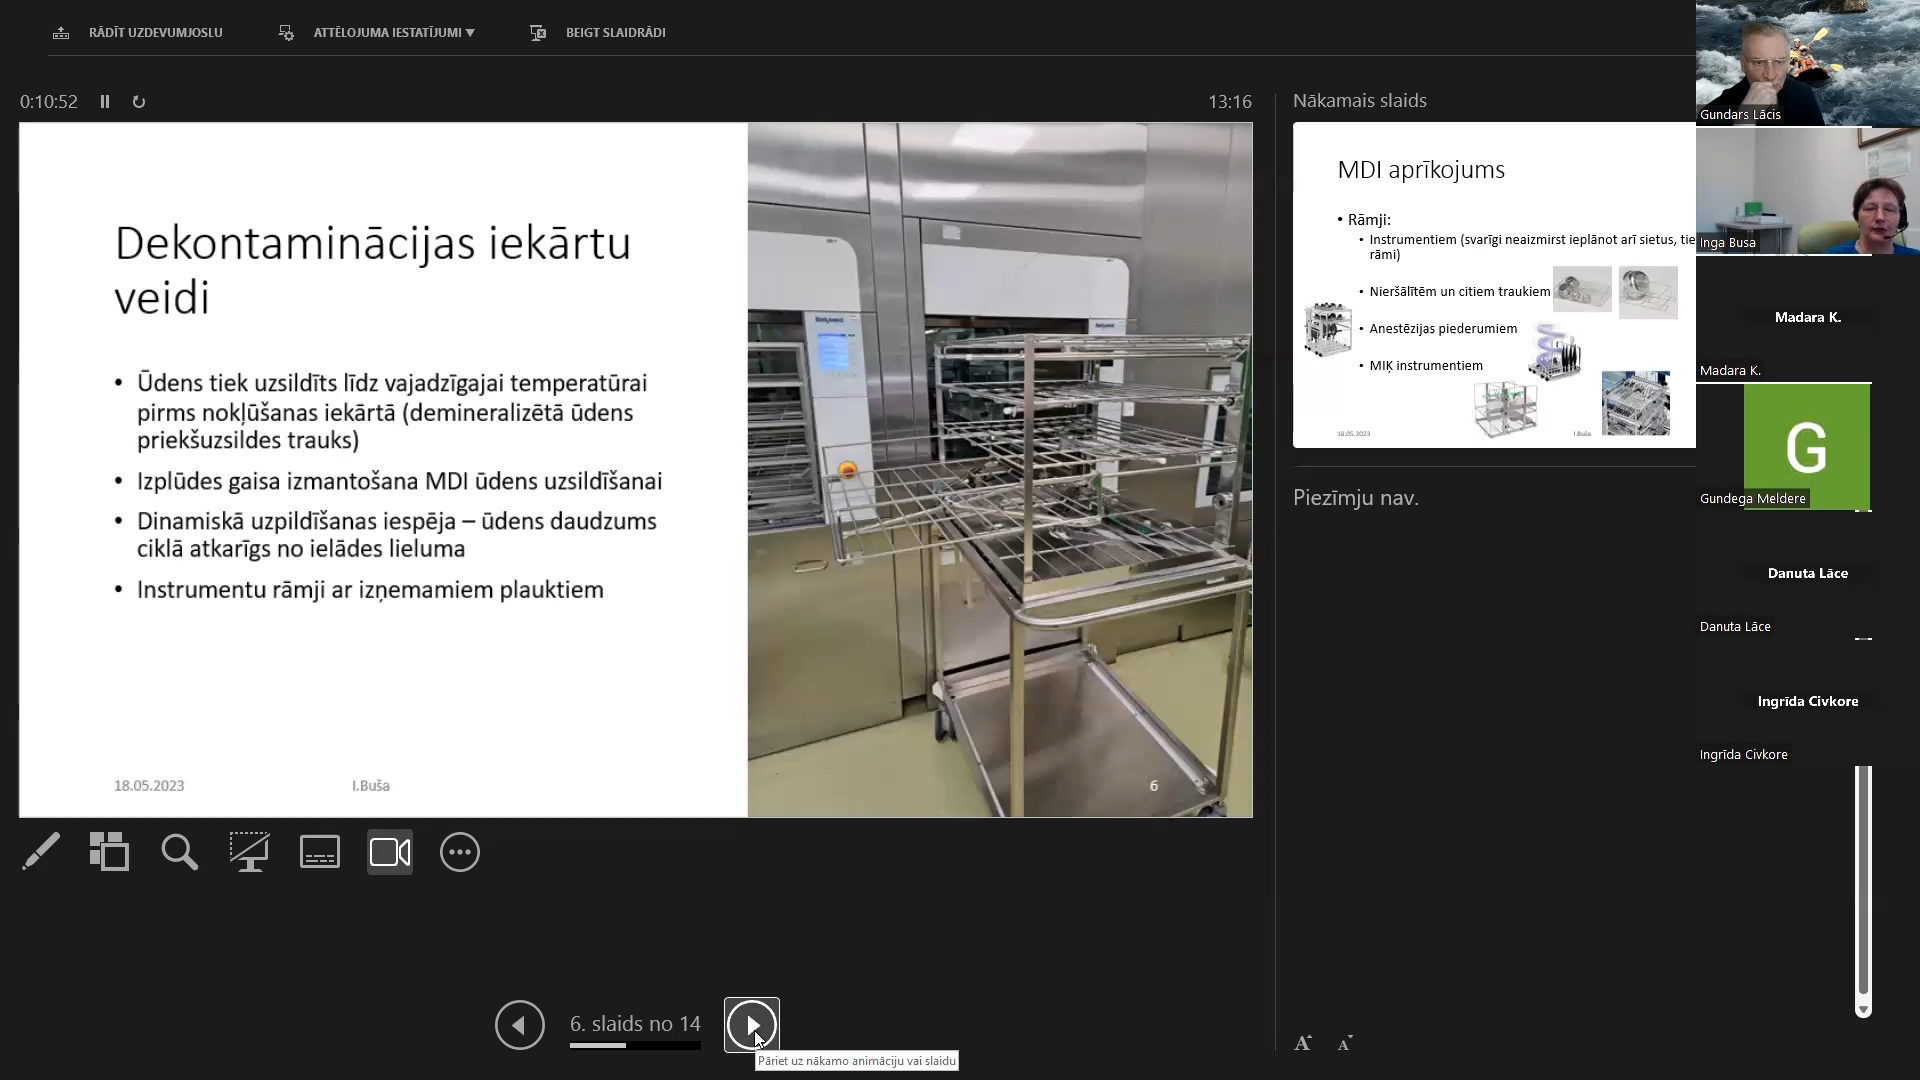 RĀDĪT UZDEVUMJOSLU
ATTĒLOJUMA IESTATĪJUMI ▼
BEIGT SLAIDRĀDI
0:10:52
13:16
Dekontaminācijas iekārtu
veidi
• Ūdens tiek uzsildīts līdz vajadzīgajai temperatūrai
pirms nokļūšanas iekārtā (demineralizētā ūdens
priekšuzsildes trauks)
• Izplūdes gaisa izmantošana MDI ūdens uzsildīšanai
• Dinamiskā uzpildīšanas iespēja – ūdens daudzums
ciklā atkarīgs no ielādes lieluma
• Instrumentu rāmji ar izņemamiem plauktiem
18.05.2023
I.Buša
6
Nākamais slaids
MDI aprīkojums
• Rāmji:
• Instrumentiem (svarīgi neaizmirst ieplānot arī sietus, tie
rāmi)
• Nieršālītēm un citiem traukiem
• Anestēzijas piederumiem
• MIĶ instrumentiem
18.05.2023
I.Buša
Piezīmju nav.
6. slaids no 14
Pāriet uz nākamo animāciju vai slaidu
Gundars Lācis
Inga Busa
Madara K.
Madara K.
G
Gundega Meldere
Danuta Lāce
Danuta Lāce
Ingrīda Civkore
Ingrīda Civkore